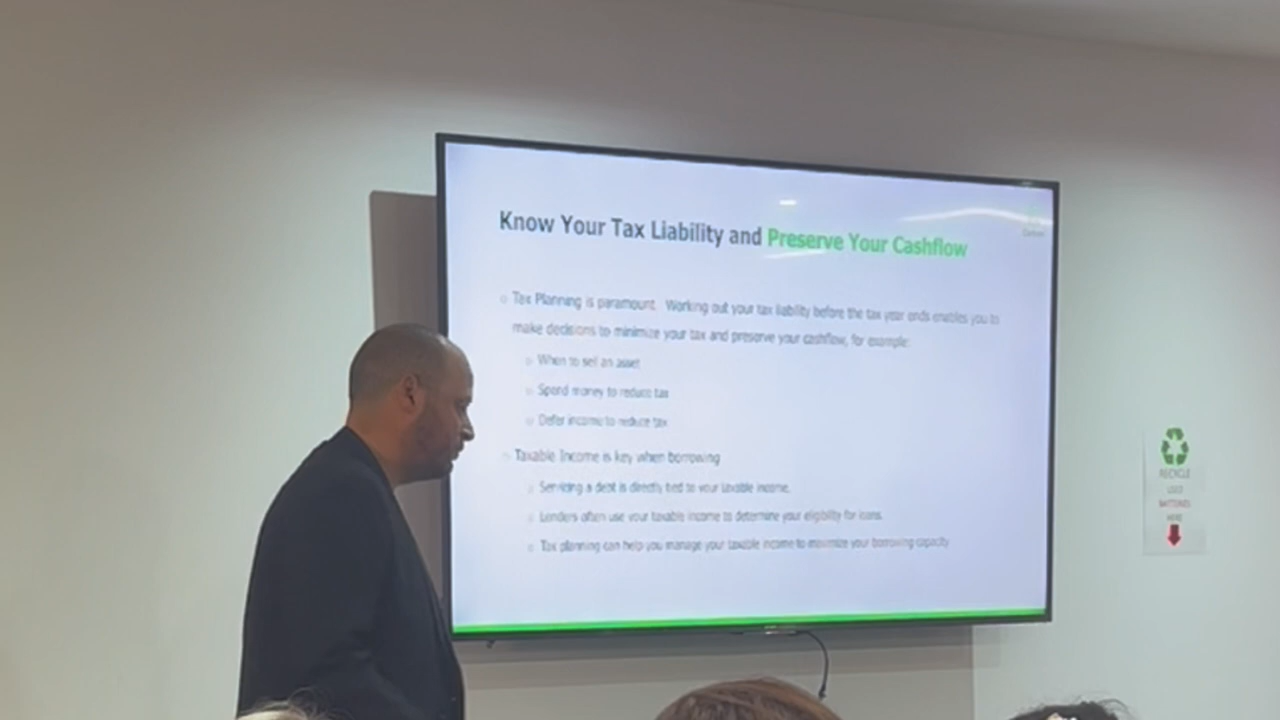 Know Your Tax Liability and Preserve Your Cashflow
Tax Planning is paramount. Working out your tax liability before the tax year ends enables you to
make decisions to minimize your tax and preserve your cashflow, for example:
When to sell an asset
Spend money to reduce tax
Defer income to reduce tax
Taxable Income is key when borrowing
Servicing a debt is directly tied to your taxable income.
Lenders often use your taxable income to determine your eligibility for loans.
Tax planning can help you manage your taxable income to maximize your borrowing capacity
RECYCLE
USED
BATTERIES
HERE